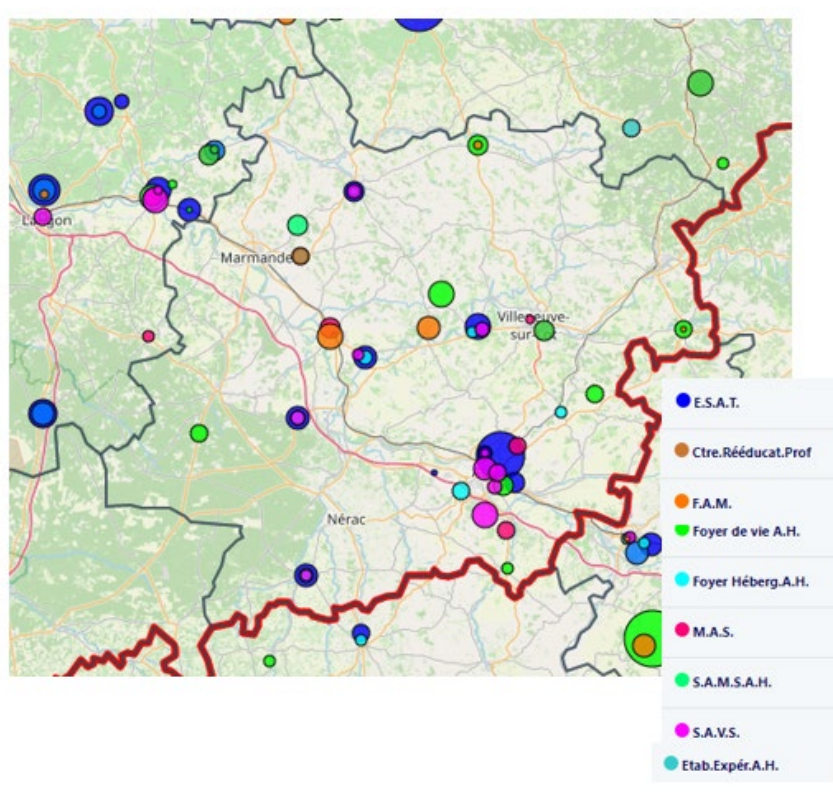 Langon
Marmande
Villeneuve-
sur-Lot
Nérac
E.S.A.T.
Ctre.Rééducat.Prof
F.A.M.
Foyer de vie A.H.
Foyer Héberg.A.H.
M.A.S.
S.A.M.S.A.H.
S.A.V.S.
Etab.Expér.A.H.